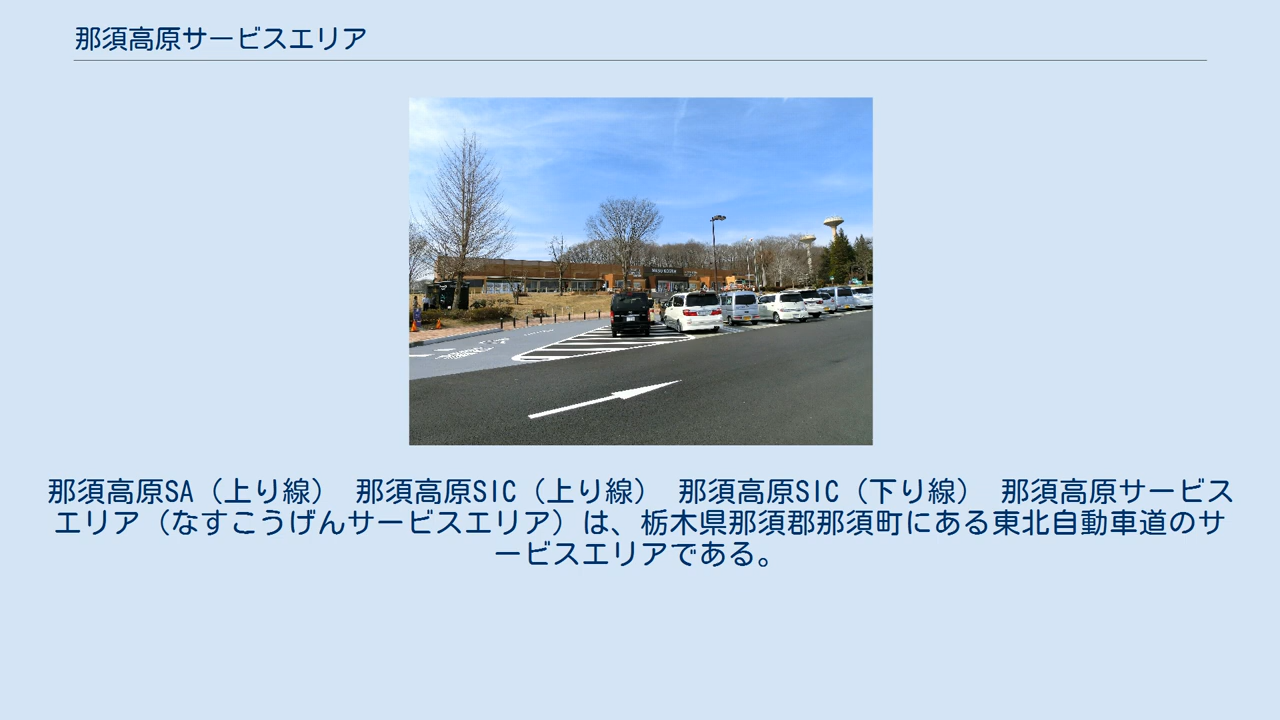 那須高原サービスエリア
那須高原SA（上り線） 那須高原SIC（上り線） 那須高原SIC（下り線） 那須高原サービス
エリア（なすこうげんサービスエリア）は、栃木県那須郡那須町にある東北自動車道のサ
ービスエリアである。